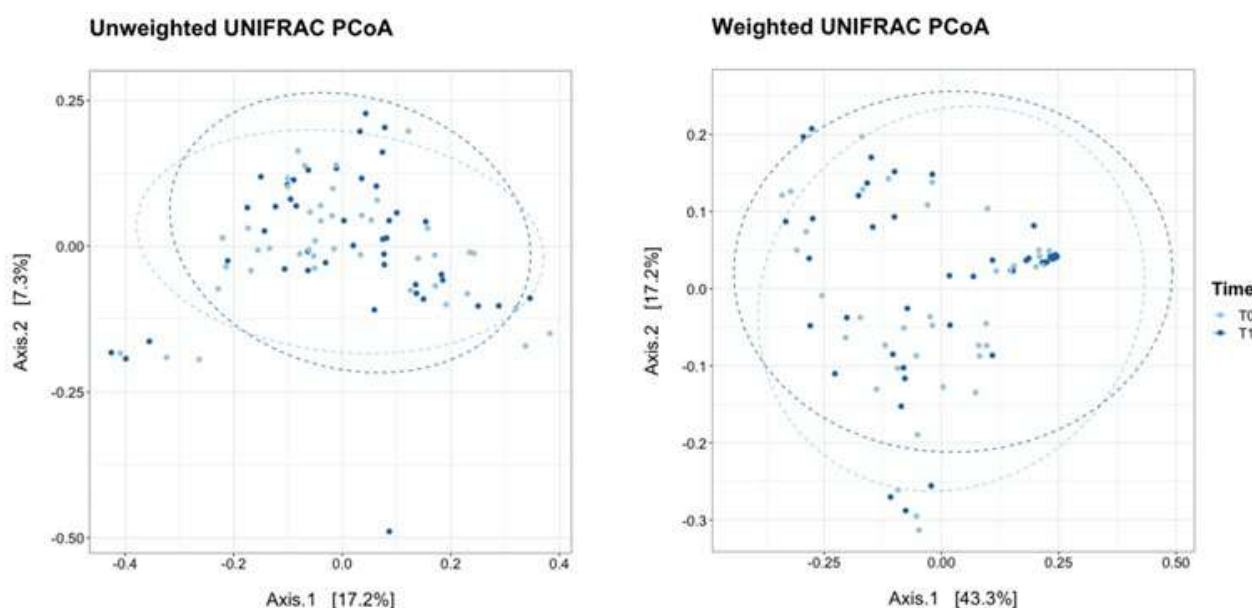 Unweighted UNIFRAC PCoA
0.25
0.00
-0.25
-0.50
Axis.2 [7.3%]
-0.4
-0.2
0.0
0.2
0.4
Axis.1 [17.2%]
Weighted UNIFRAC PCoA
0.2
0.1
0.0
-0.1
-0.2
-0.3
Axis.2 [17.2%]
-0.25
0.00
0.25
0.50
Axis.1 [43.3%]
Time
T0
T1